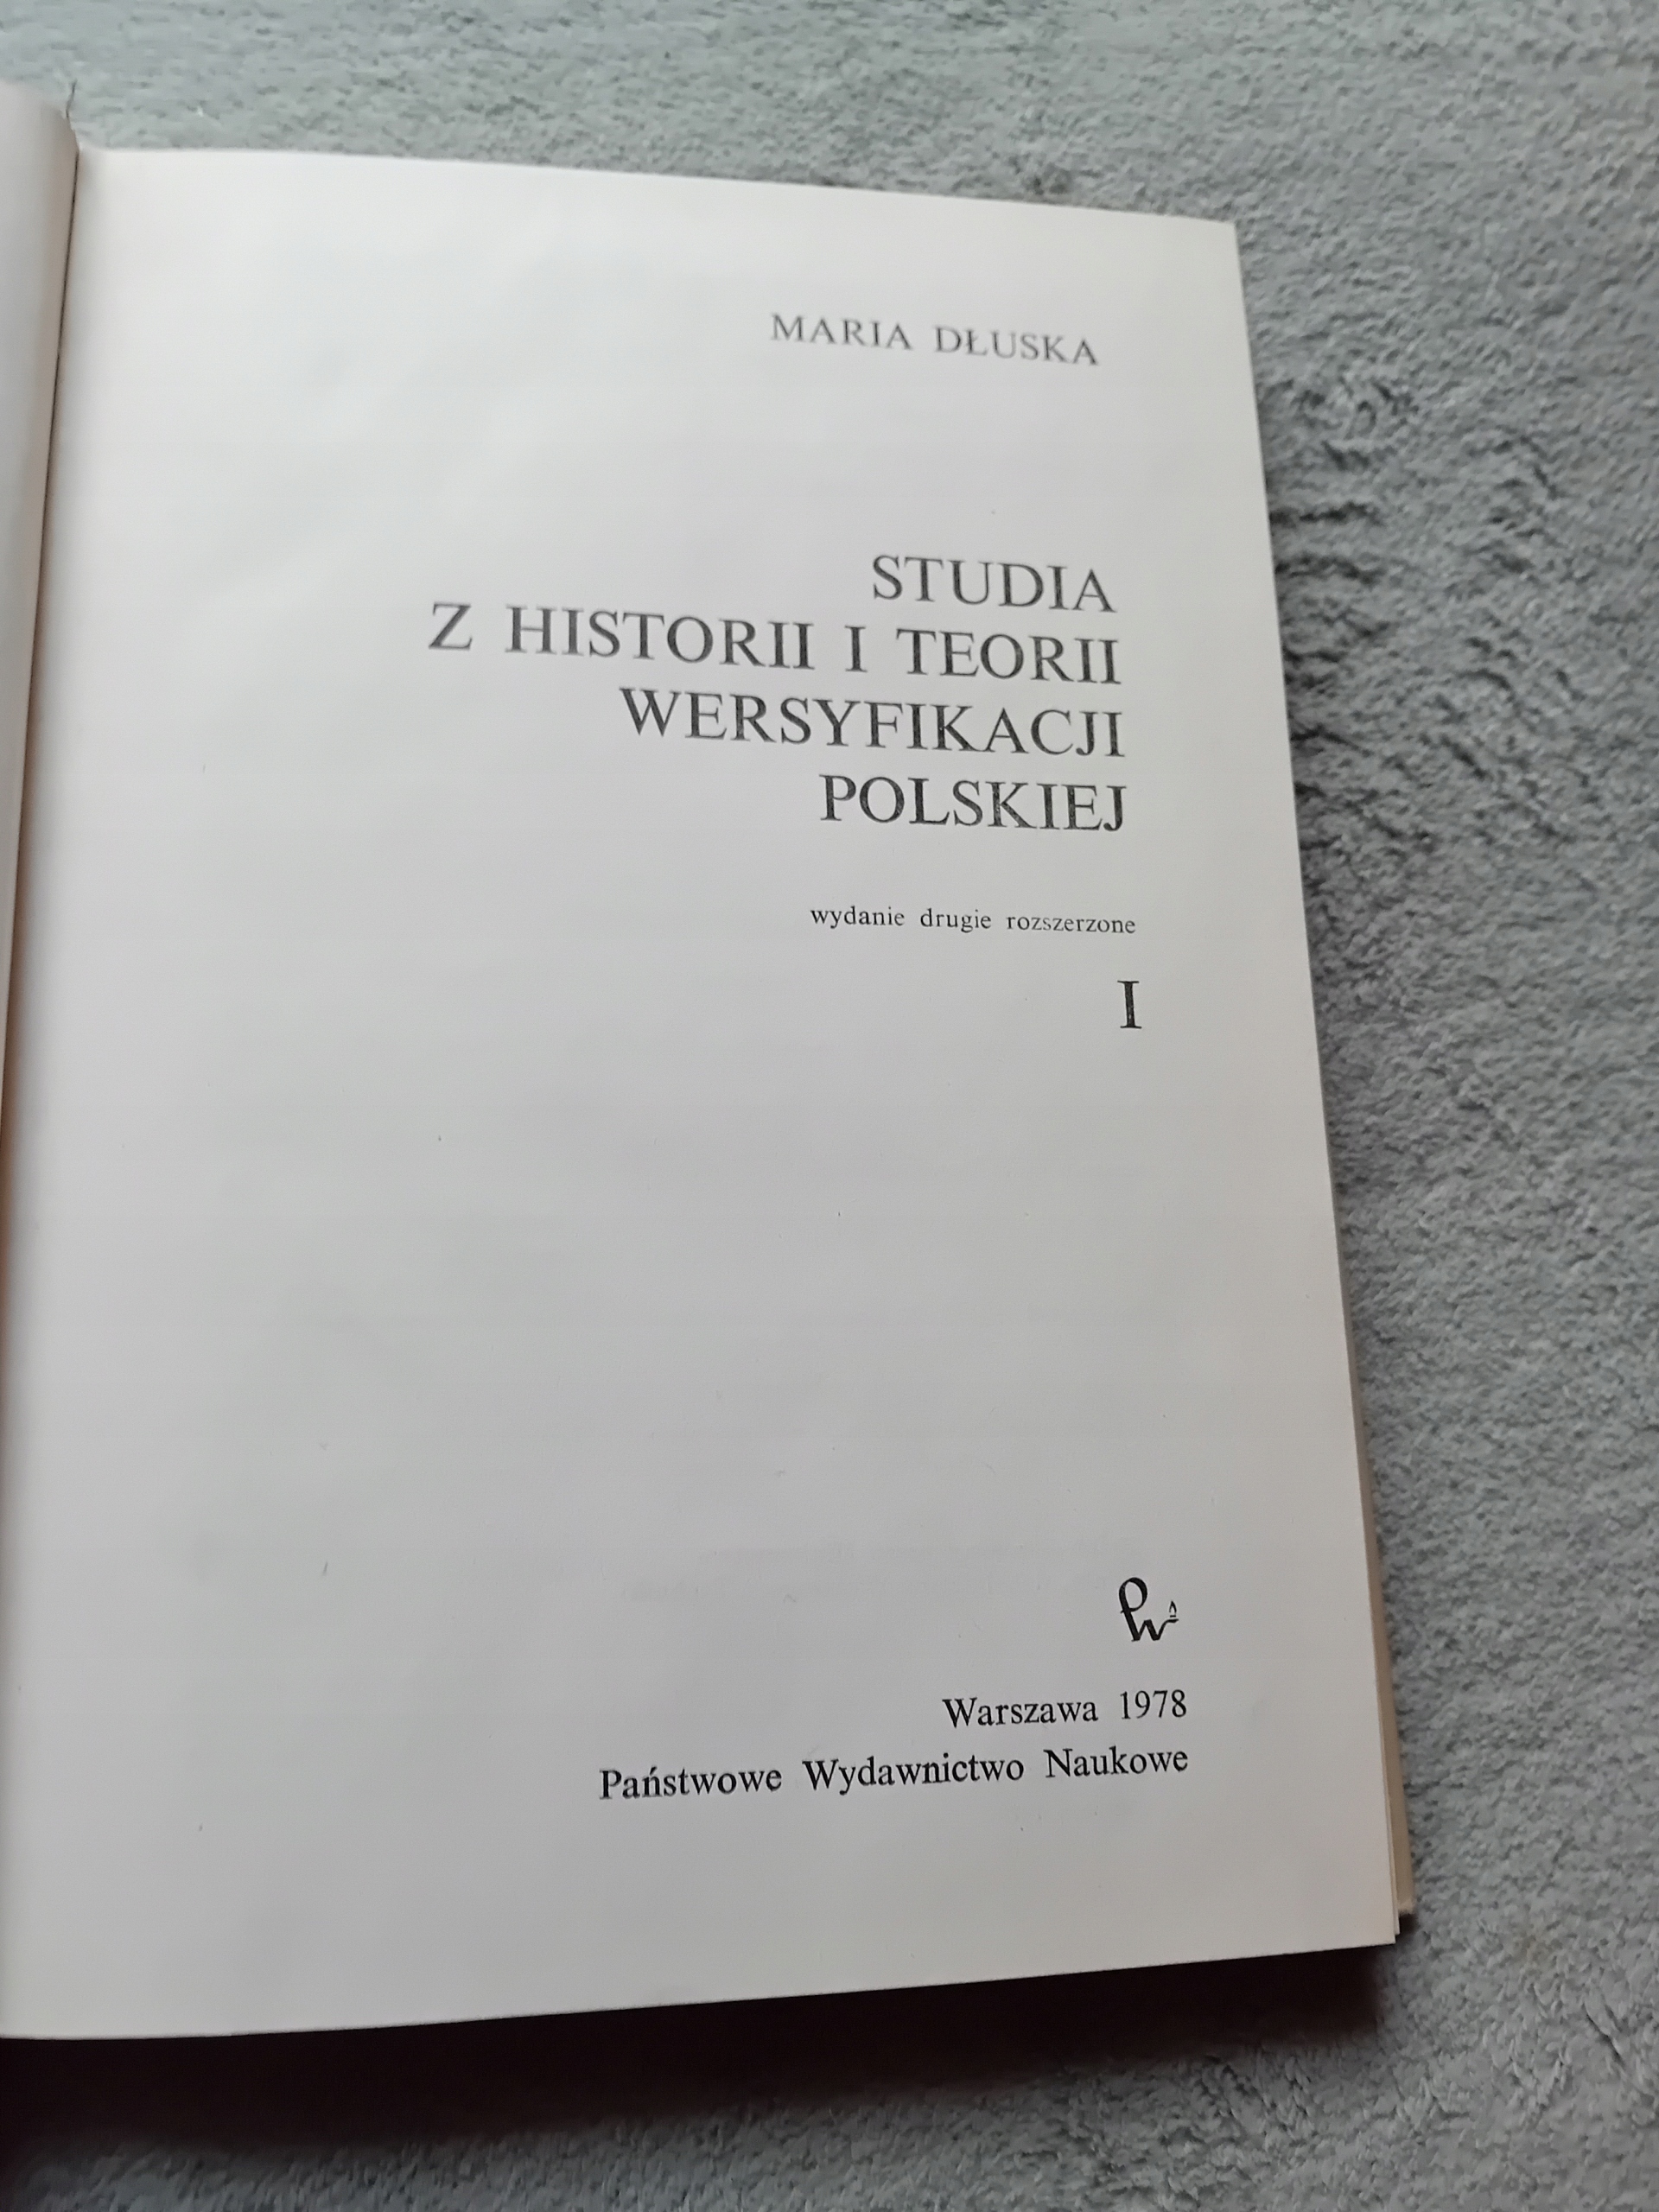 MARIA DŁUSKA
STUDIA
Z HISTORII I TEORII
WERSYFIKACJI
POLSKIEJ
wydanie drugie rozszerzone
I
Warszawa 1978
Państwowe Wydawnictwo Naukowe